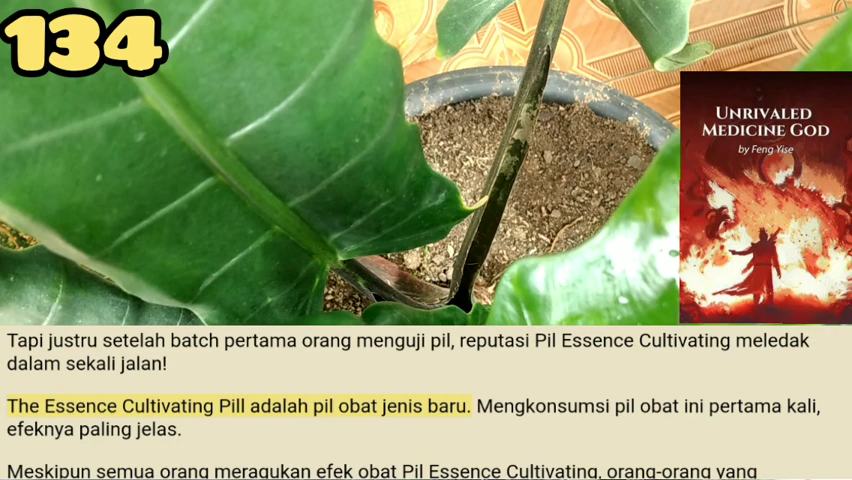 134
UNRIVALED
MEDICINE GOD
by Feng Yise
Tapi justru setelah batch pertama orang menguji pil, reputasi Pil Essence Cultivating meledak
dalam sekali jalan!
The Essence Cultivating Pill adalah pil obat jenis baru. Mengkonsumsi pil obat ini pertama kali,
efeknya paling jelas.
Meskipun semua orang meragukan efek obat Pil Essence Cultivating, orang-orang yang